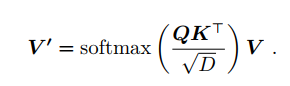 V′ = softmax ( QK⊤ / √D ) V .